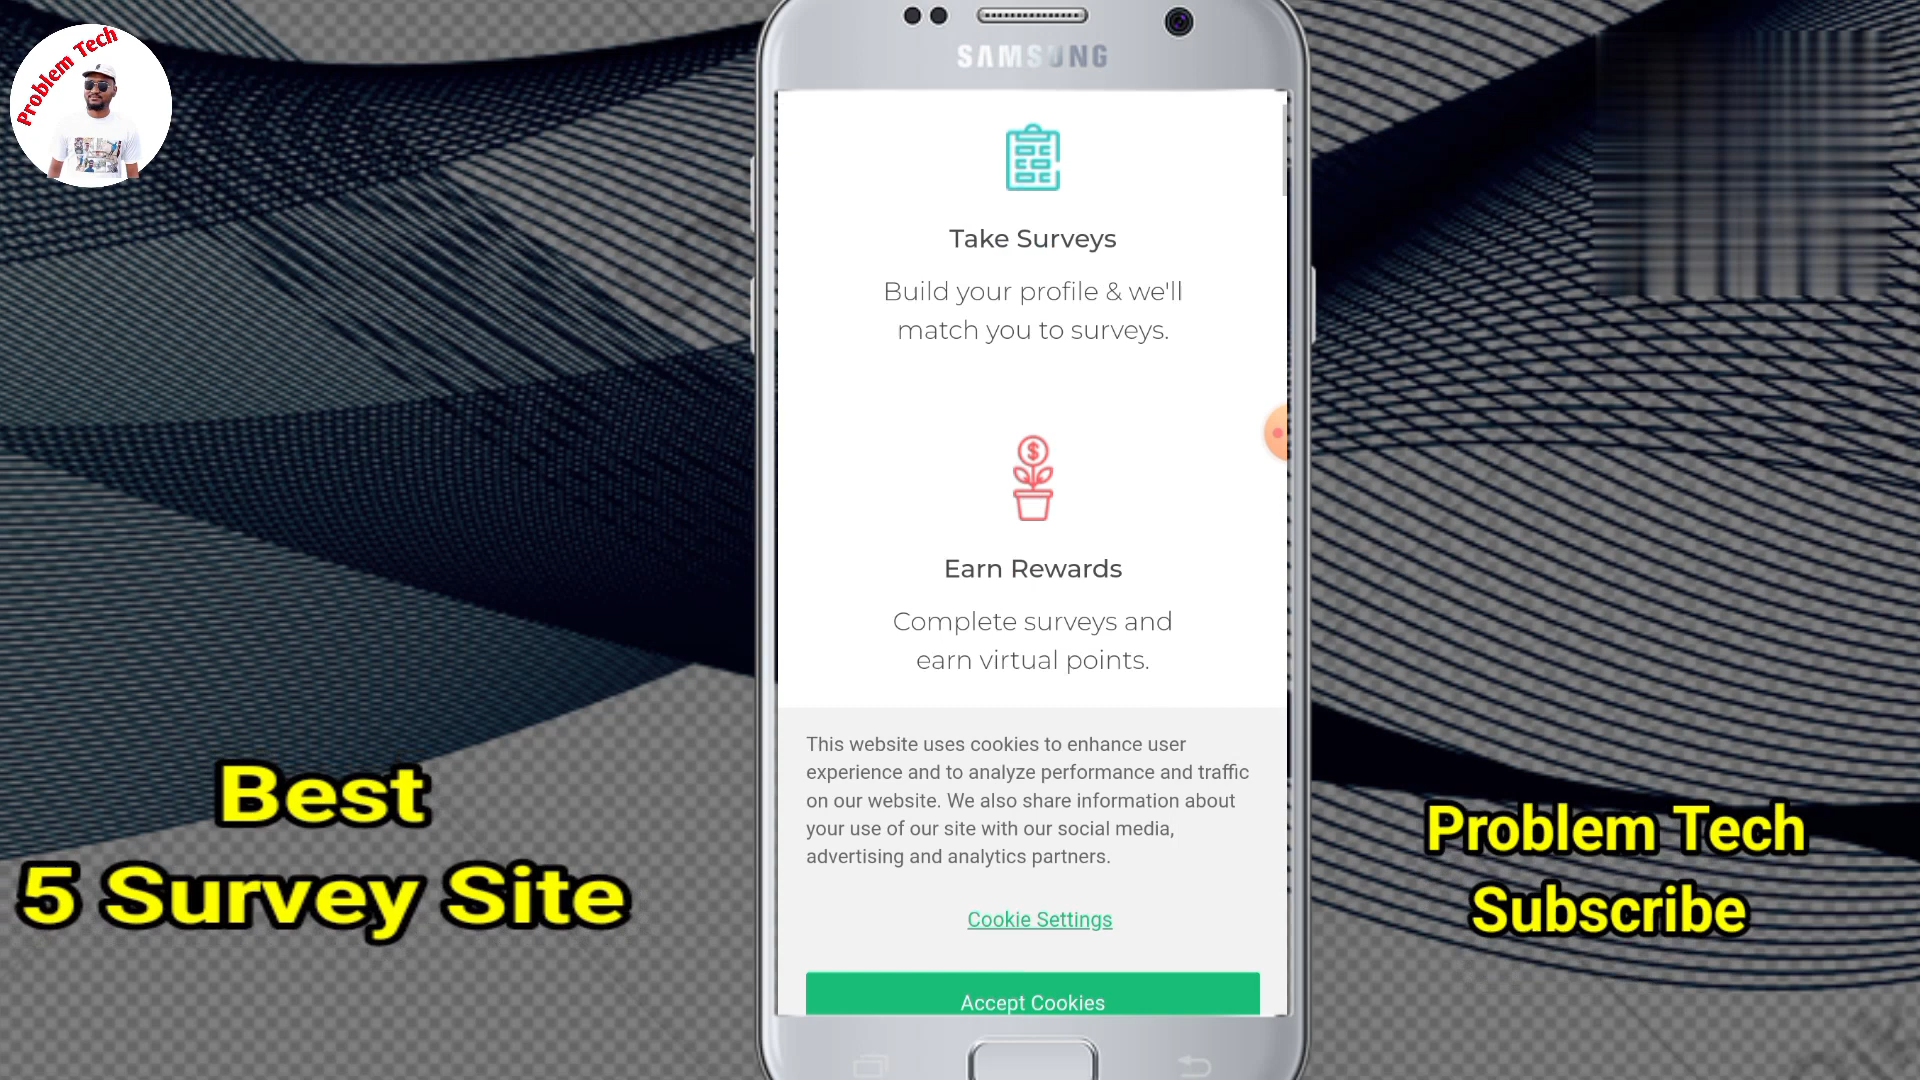 Problem Tech
SAMSUNG
Take Surveys
Build your profile & we'll
match you to surveys.
Earn Rewards
Complete surveys and
earn virtual points.
This website uses cookies to enhance user
experience and to analyze performance and traffic
on our website. We also share information about
your use of our site with our social media,
advertising and analytics partners.
Cookie Settings
Accept Cookies
Best
5 Survey Site
Problem Tech
Subscribe